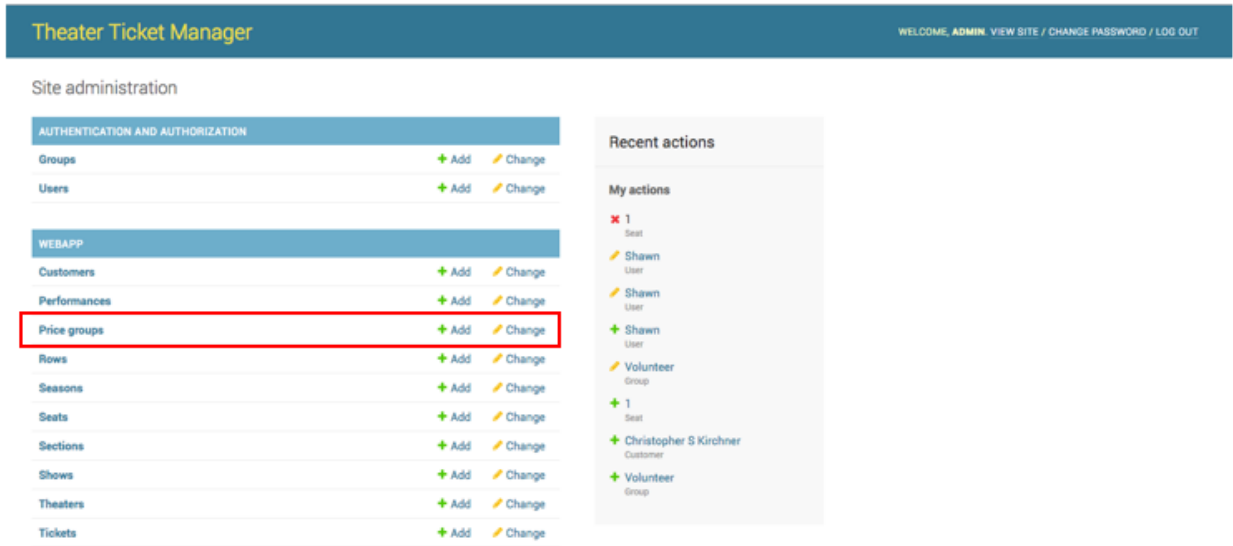 Theater Ticket Manager
WELCOME, ADMIN. VIEW SITE / CHANGE PASSWORD / LOG OUT
Site administration
AUTHENTICATION AND AUTHORIZATION
Groups Add Change
Users Add Change
WEBAPP
Customers Add Change
Performances Add Change
Price groups Add Change
Rows Add Change
Seasons Add Change
Seats Add Change
Sections Add Change
Shows Add Change
Theaters Add Change
Tickets Add Change
Recent actions
My actions
1
Seat
Shawn
User
Shawn
User
Shawn
User
Volunteer
Group
1
Seat
Christopher S Kirchner
Customer
Volunteer
Group